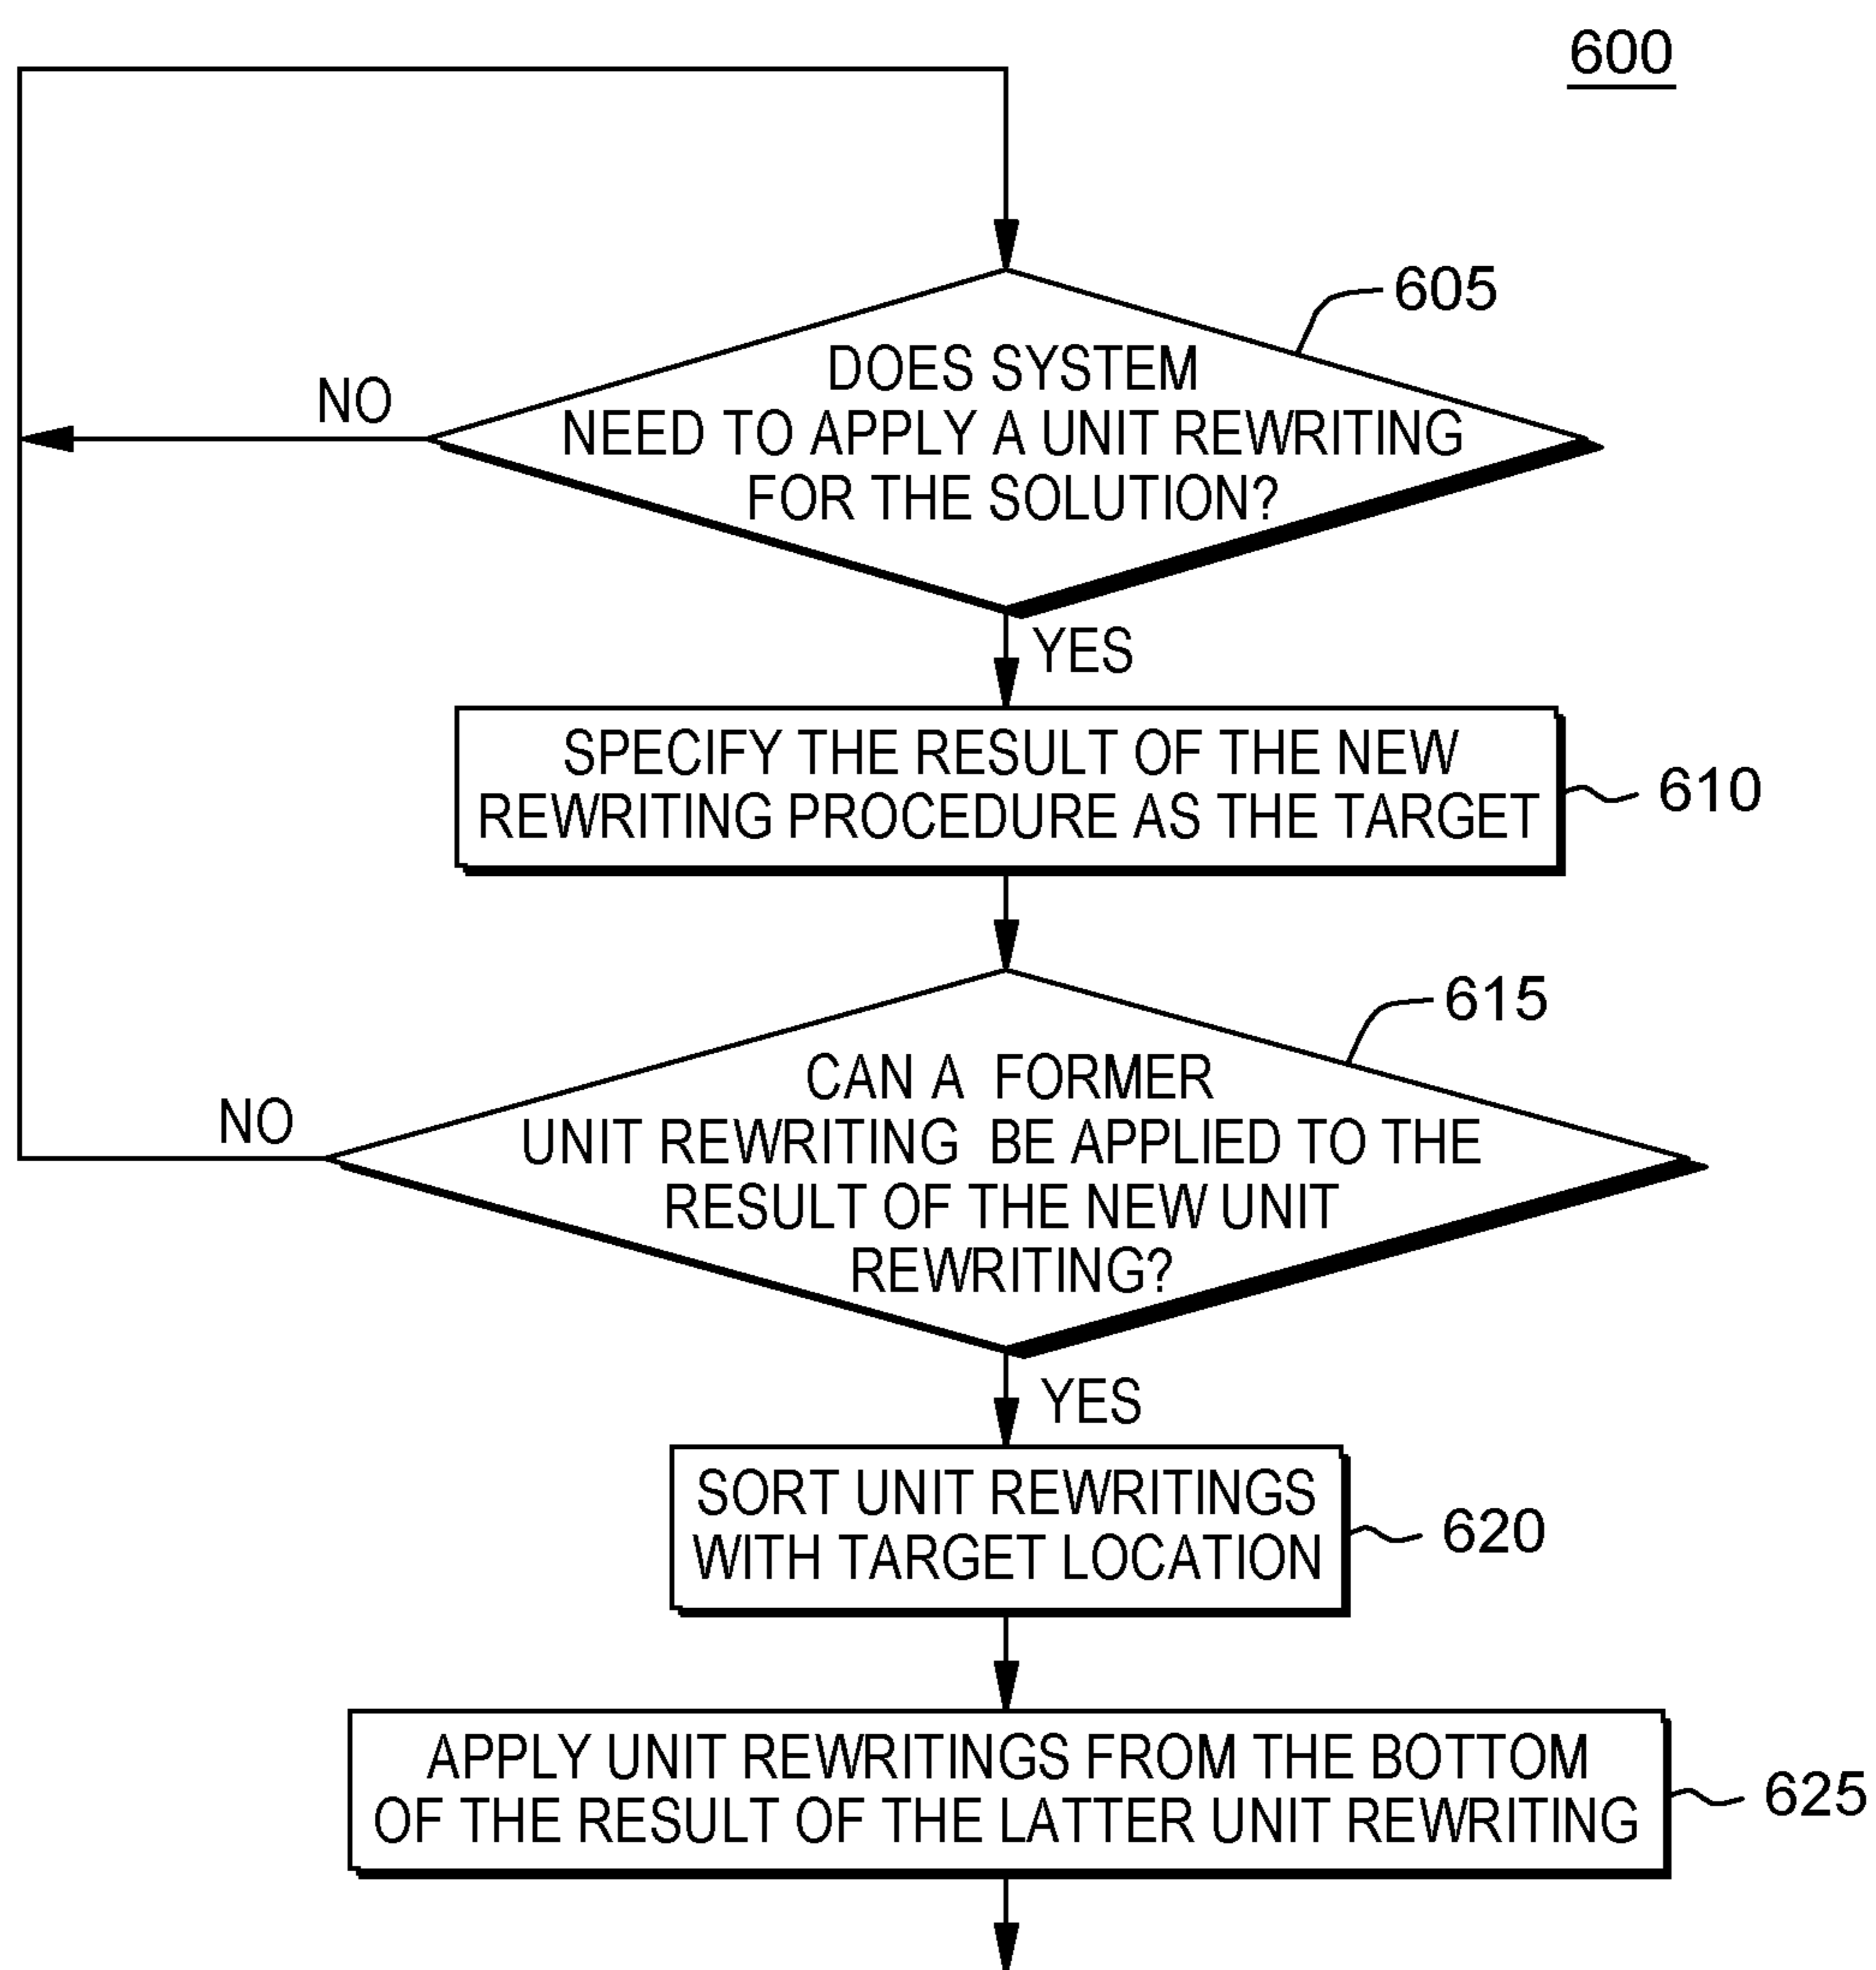 600
605
DOES SYSTEM
NEED TO APPLY A UNIT REWRITING
FOR THE SOLUTION?
NO
YES
SPECIFY THE RESULT OF THE NEW
REWRITING PROCEDURE AS THE TARGET
610
615
CAN A FORMER
UNIT REWRITING BE APPLIED TO THE
RESULT OF THE NEW UNIT
REWRITING?
NO
YES
SORT UNIT REWRITINGS
WITH TARGET LOCATION
620
APPLY UNIT REWRITINGS FROM THE BOTTOM
OF THE RESULT OF THE LATTER UNIT REWRITING
625